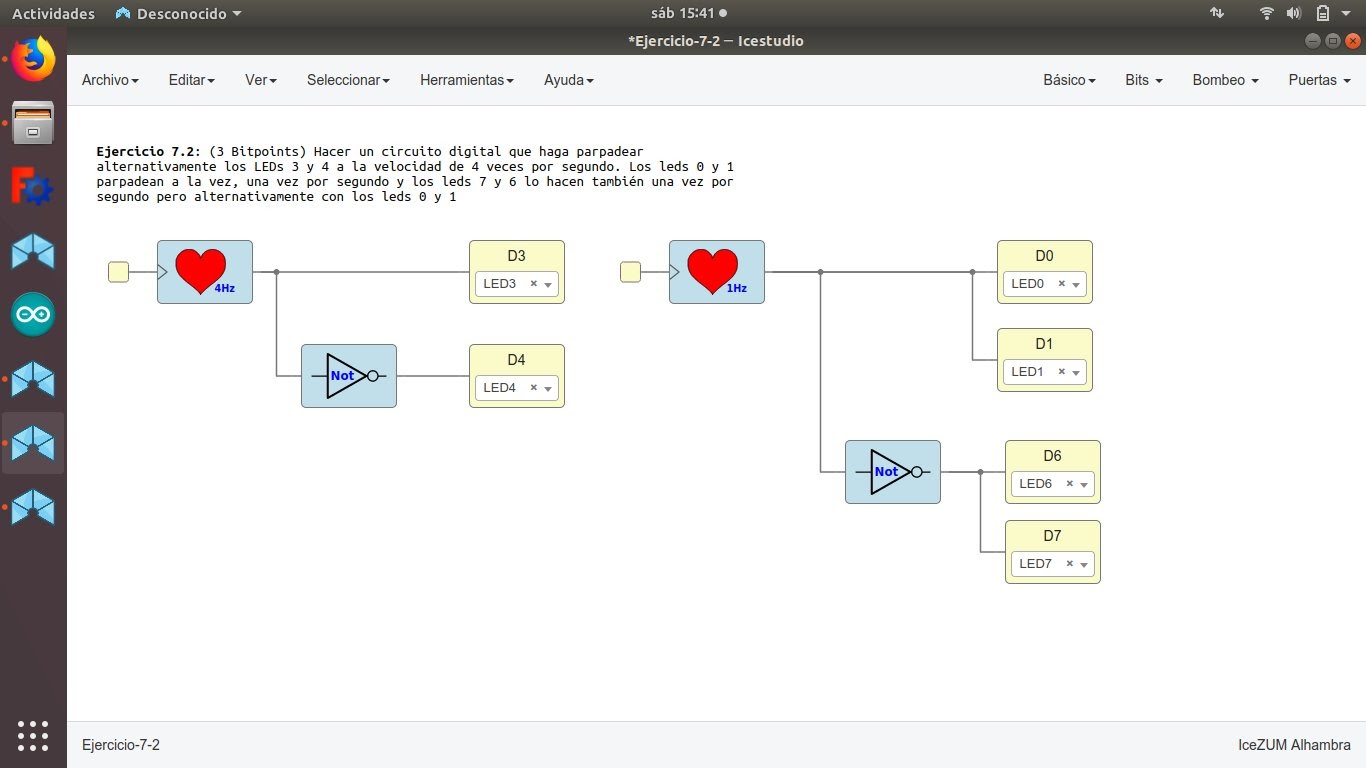 Actividades Desconocido sáb 15:41
*Ejercicio-7-2 – Icestudio
Archivo Editar Ver Seleccionar Herramientas Ayuda Básico Bits Bombeo Puertas
Ejercicio 7.2: (3 Bitpoints) Hacer un circuito digital que haga parpadear
alternativamente los LEDs 3 y 4 a la velocidad de 4 veces por segundo. Los leds 0 y 1
parpadean a la vez, una vez por segundo y los leds 7 y 6 lo hacen también una vez por
segundo pero alternativamente con los leds 0 y 1
4Hz
D3
LED3
Not
D4
LED4
1Hz
D0
LED0
D1
LED1
Not
D6
LED6
D7
LED7
Ejercicio-7-2 IceZUM Alhambra